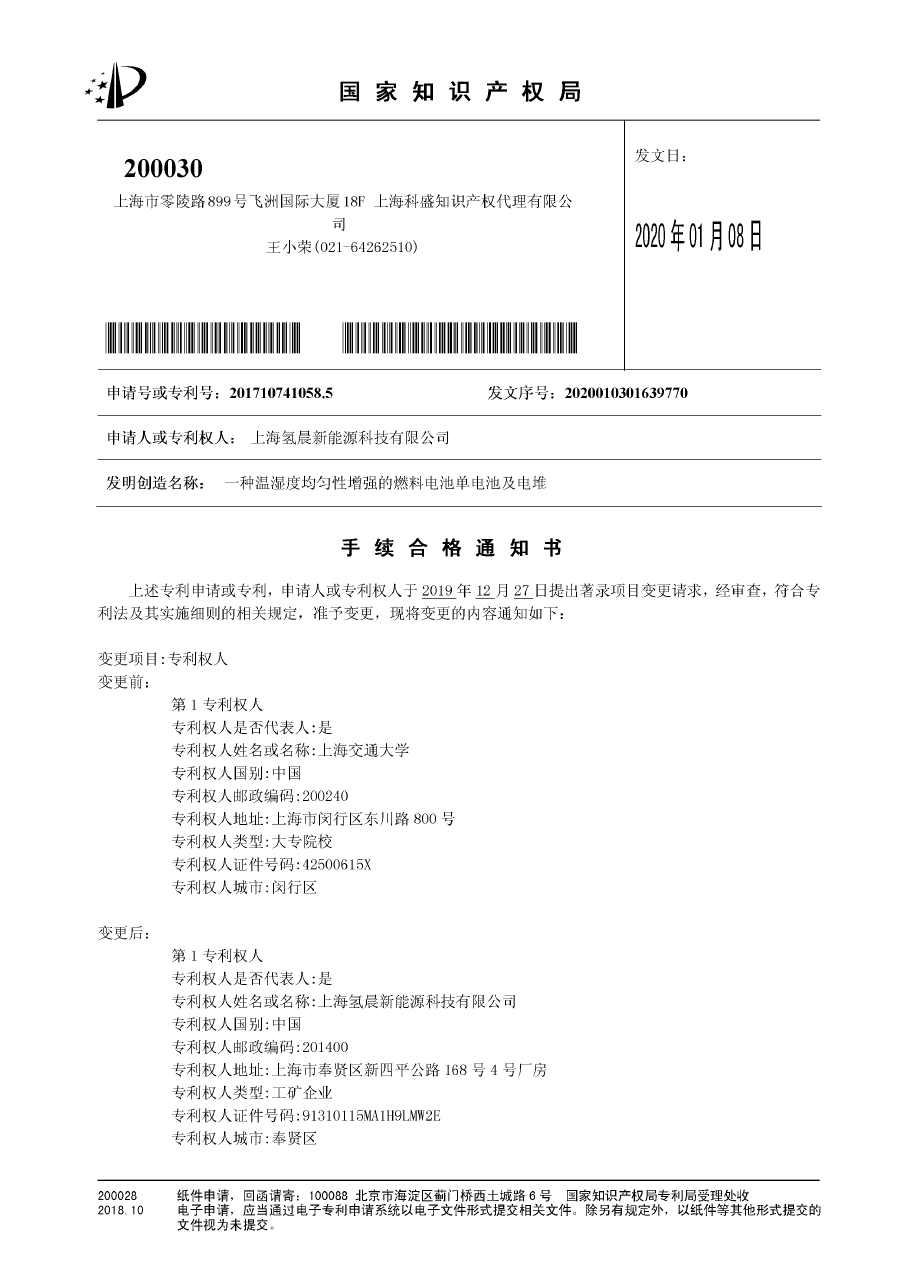 国家知识产权局
200030
上海市零陵路899号飞洲国际大厦18F 上海科盛知识产权代理有限公
司
王小荣(021-64262510)
发文日：
2020年01月08日
申请号或专利号：201710741058.5
发文序号：2020010301639770
申请人或专利权人： 上海氢晨新能源科技有限公司
发明创造名称： 一种温湿度均匀性增强的燃料电池单电池及电堆
手续合格通知书
上述专利申请或专利，申请人或专利权人于2019年12月27日提出著录项目变更请求，经审查，符合专
利法及其实施细则的相关规定，准予变更，现将变更的内容通知如下：
变更项目:专利权人
变更前：
第1专利权人
专利权人是否代表人:是
专利权人姓名或名称:上海交通大学
专利权人国别:中国
专利权人邮政编码:200240
专利权人地址:上海市闵行区东川路800号
专利权人类型:大专院校
专利权人证件号码:42500615X
专利权人城市:闵行区
变更后：
第1专利权人
专利权人是否代表人:是
专利权人姓名或名称:上海氢晨新能源科技有限公司
专利权人国别:中国
专利权人邮政编码:201400
专利权人地址:上海市奉贤区新四平公路168号4号厂房
专利权人类型:工矿企业
专利权人证件号码:91310115MA1H9LMW2E
专利权人城市:奉贤区
200028 纸件申请，回函请寄：100088 北京市海淀区蓟门桥西土城路6号 国家知识产权局专利局受理处收
2018.10 电子申请，应当通过电子专利申请系统以电子文件形式提交相关文件。除另有规定外，以纸件等其他形式提交的
文件视为未提交。